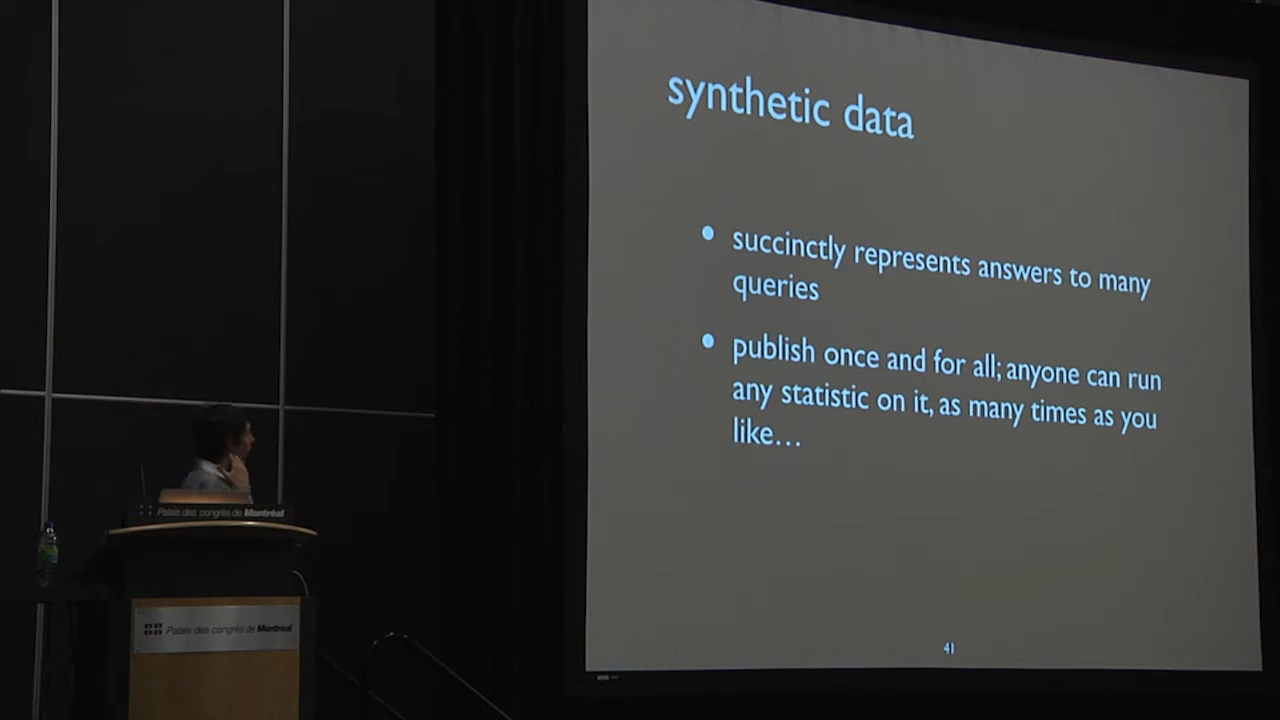 synthetic data
• succinctly represents answers to many
queries
• publish once and for all; anyone can run
any statistic on it, as many times as you
like…
41
Palais des congrès de Montréal
Palais des congrès de Montréal